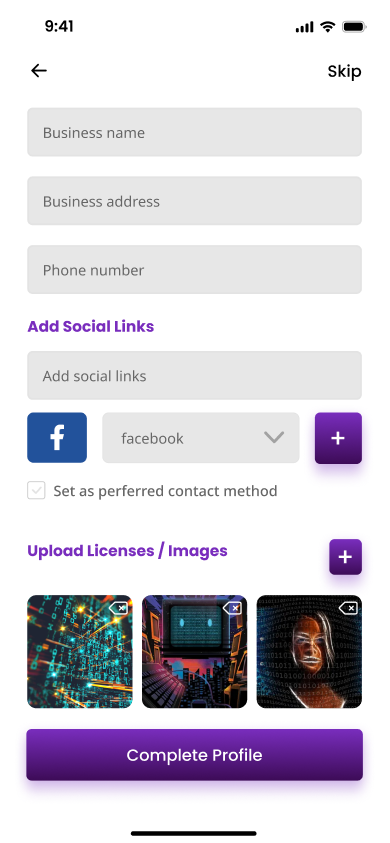 9:41
Skip
Business name
Business address
Phone number
Add Social Links
Add social links
facebook
Set as perferred contact method
Upload Licenses / Images
Complete Profile